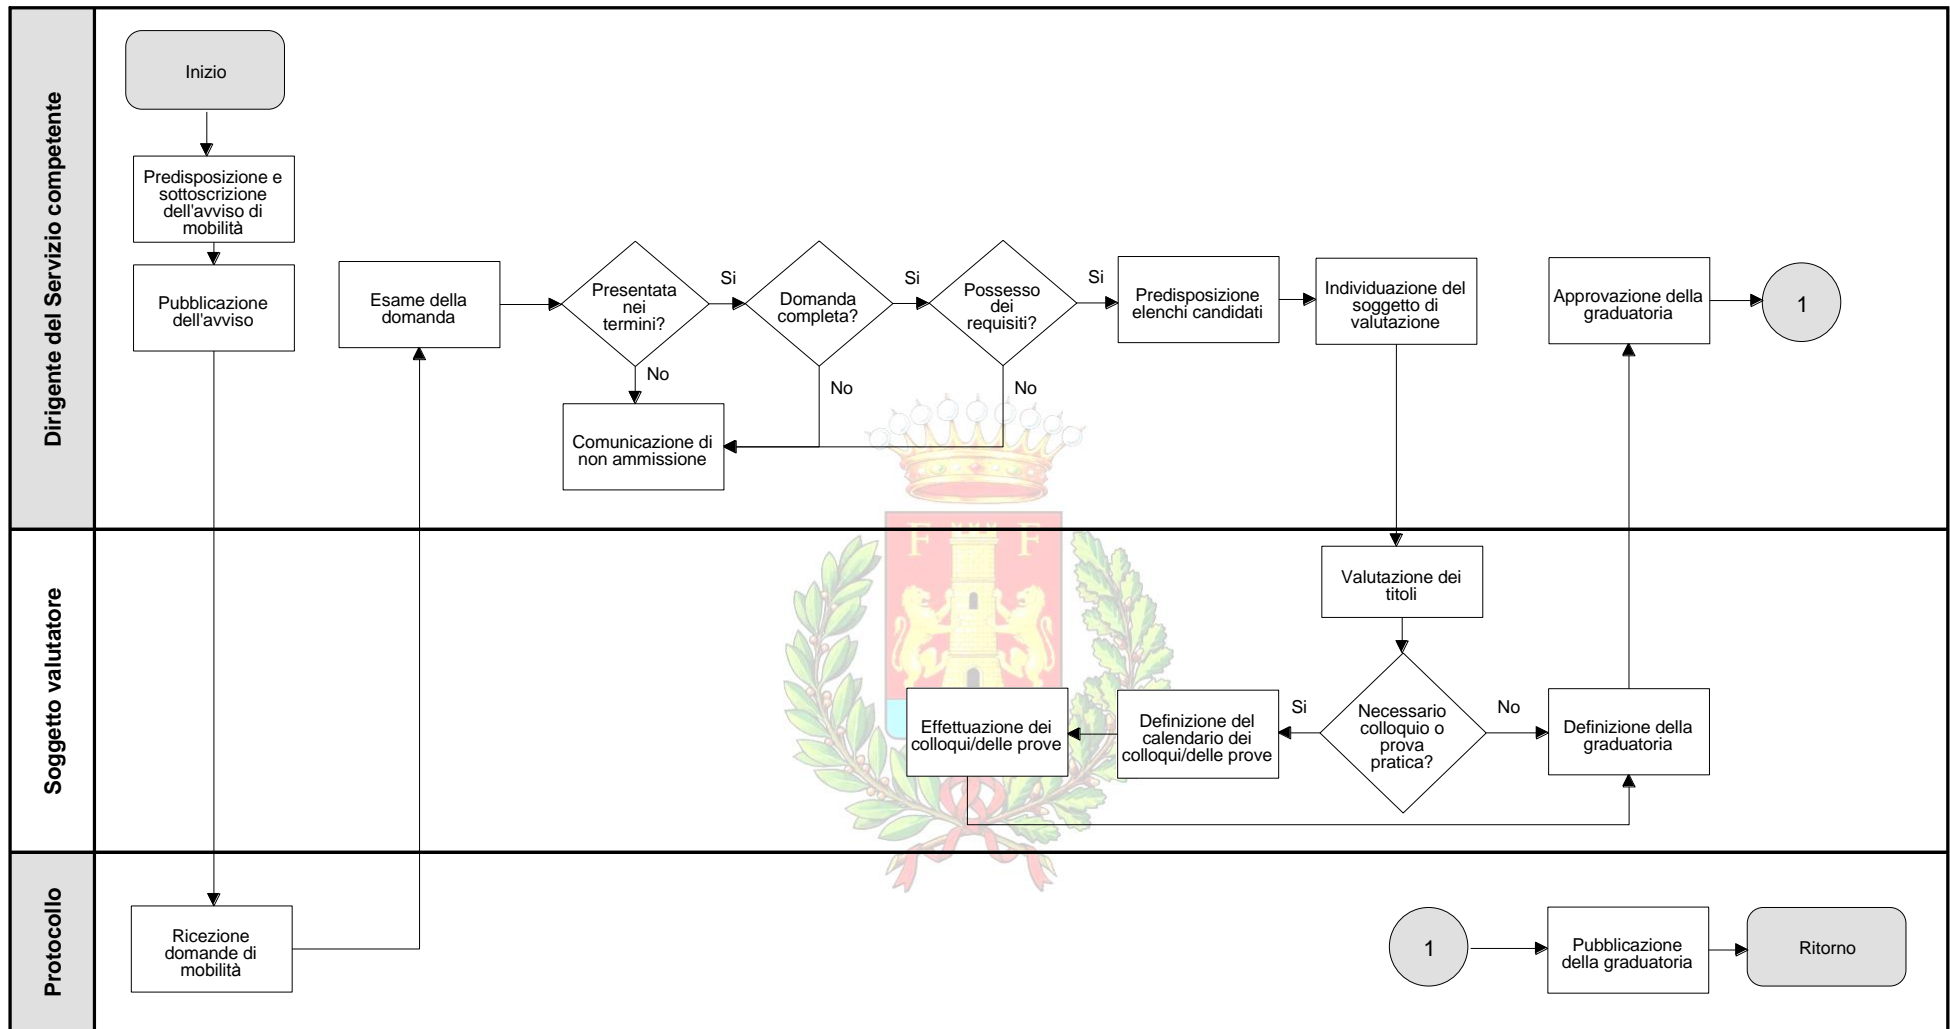 Dirigente del Servizio competente
Inizio
Predisposizione e
sottoscrizione
dell'avviso di
mobilità
Pubblicazione
dell'avviso
Esame della
domanda
Presentata
nei
termini?
Si
No
Domanda
completa?
Si
No
Possesso
dei
requisiti?
Si
No
Comunicazione di
non ammissione
Predisposizione
elenchi candidati
Individuazione del
soggetto di
valutazione
Approvazione della
graduatoria
1
Soggetto valutatore
F F
Valutazione dei
titoli
Necessario
colloquio o
prova
pratica?
Si
No
Definizione del
calendario dei
colloqui/delle prove
Effettuazione dei
colloqui/delle prove
Definizione della
graduatoria
Protocollo
Ricezione
domande di
mobilità
1
Pubblicazione
della graduatoria
Ritorno